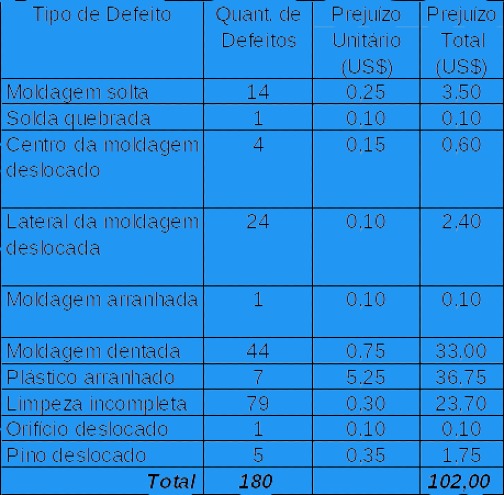 Tipo de Defeito Quant. de Defeitos Prejuízo Unitário (US$) Prejuízo Total (US$)
Moldagem solta 14 0.25 3.50
Solda quebrada 1 0.10 0.10
Centro da moldagem deslocado 4 0.15 0.60
Lateral da moldagem deslocada 24 0.10 2.40
Moldagem arranhada 1 0.10 0.10
Moldagem dentada 44 0.75 33.00
Plástico arranhado 7 5.25 36.75
Limpeza incompleta 79 0.30 23.70
Orifício deslocado 1 0.10 0.10
Pino deslocado 5 0.35 1.75
Total 180 102.00